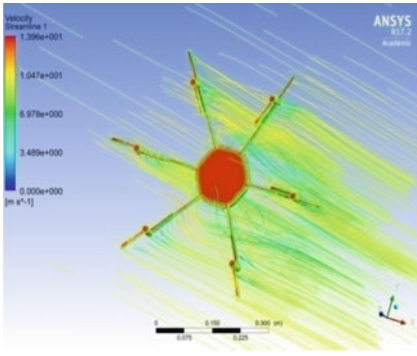 Velocity
Streamline 1
1.396e+001
1.047e+001
6.978e+000
3.489e+000
0.000e+000
[m s^-1]
ANSYS
R17.2
Academic
0
0.150
0.300 (m)
0.075
0.225